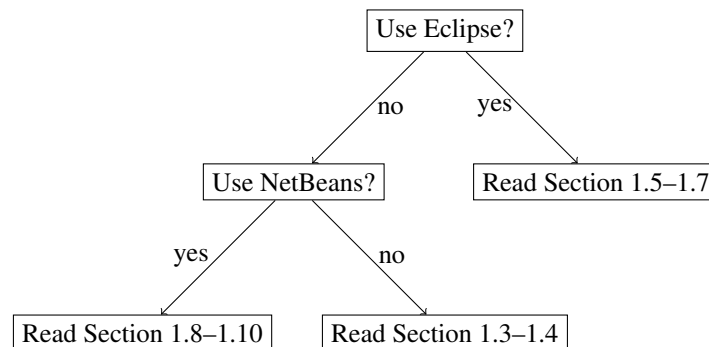 Use Eclipse?
no
yes
Use NetBeans?
Read Section 1.5–1.7
yes
no
Read Section 1.8–1.10
Read Section 1.3–1.4